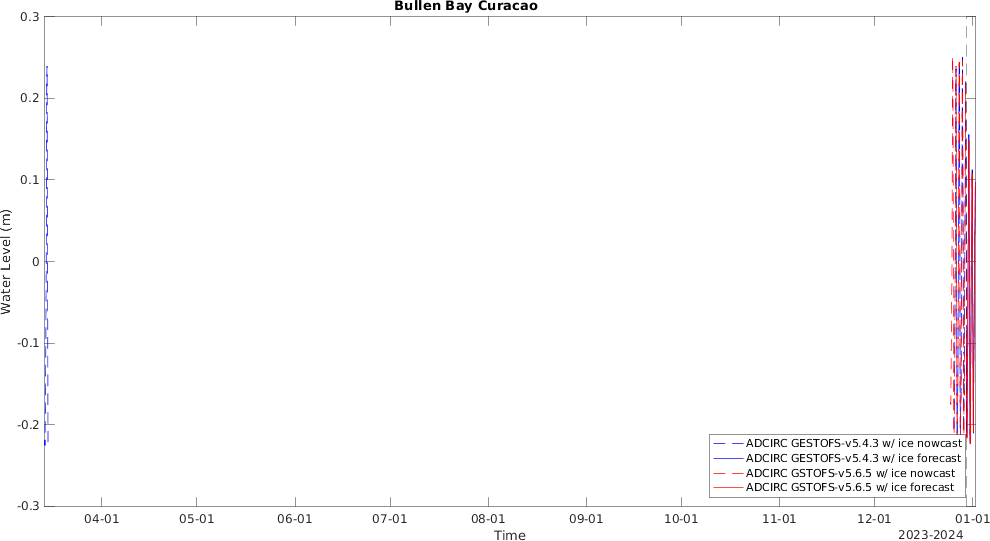 Bullen Bay Curacao
0.3
0.2
0.1
0
-0.1
-0.2
-0.3
Water Level (m)
ADCIRC GESTOFS-v5.4.3 w/ ice nowcast
ADCIRC GESTOFS-v5.4.3 w/ ice forecast
ADCIRC GSTOFS-v5.6.5 w/ ice nowcast
ADCIRC GSTOFS-v5.6.5 w/ ice forecast
04-01 05-01 06-01 07-01 08-01 09-01 10-01 11-01 12-01 01-01
Time
2023-2024